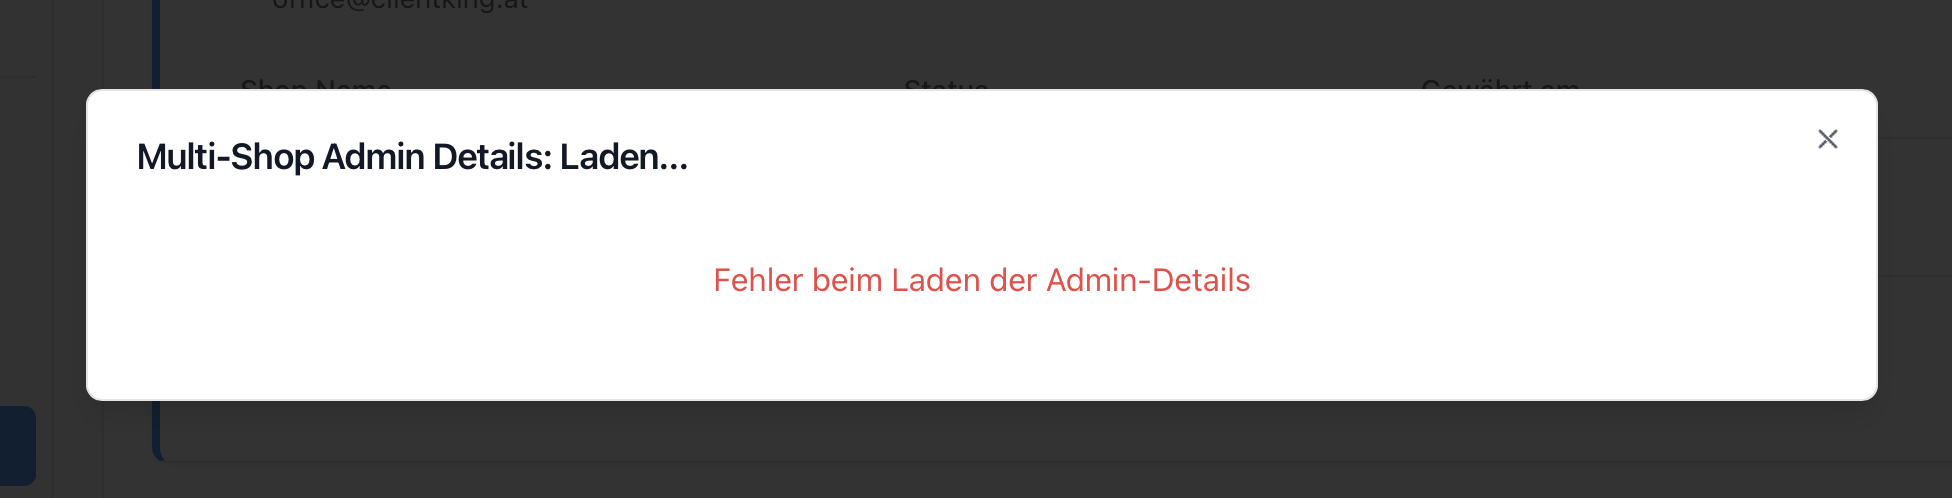 office@clientking.at
Shop Name Status Gewährt am
Multi-Shop Admin Details: Laden...
Fehler beim Laden der Admin-Details